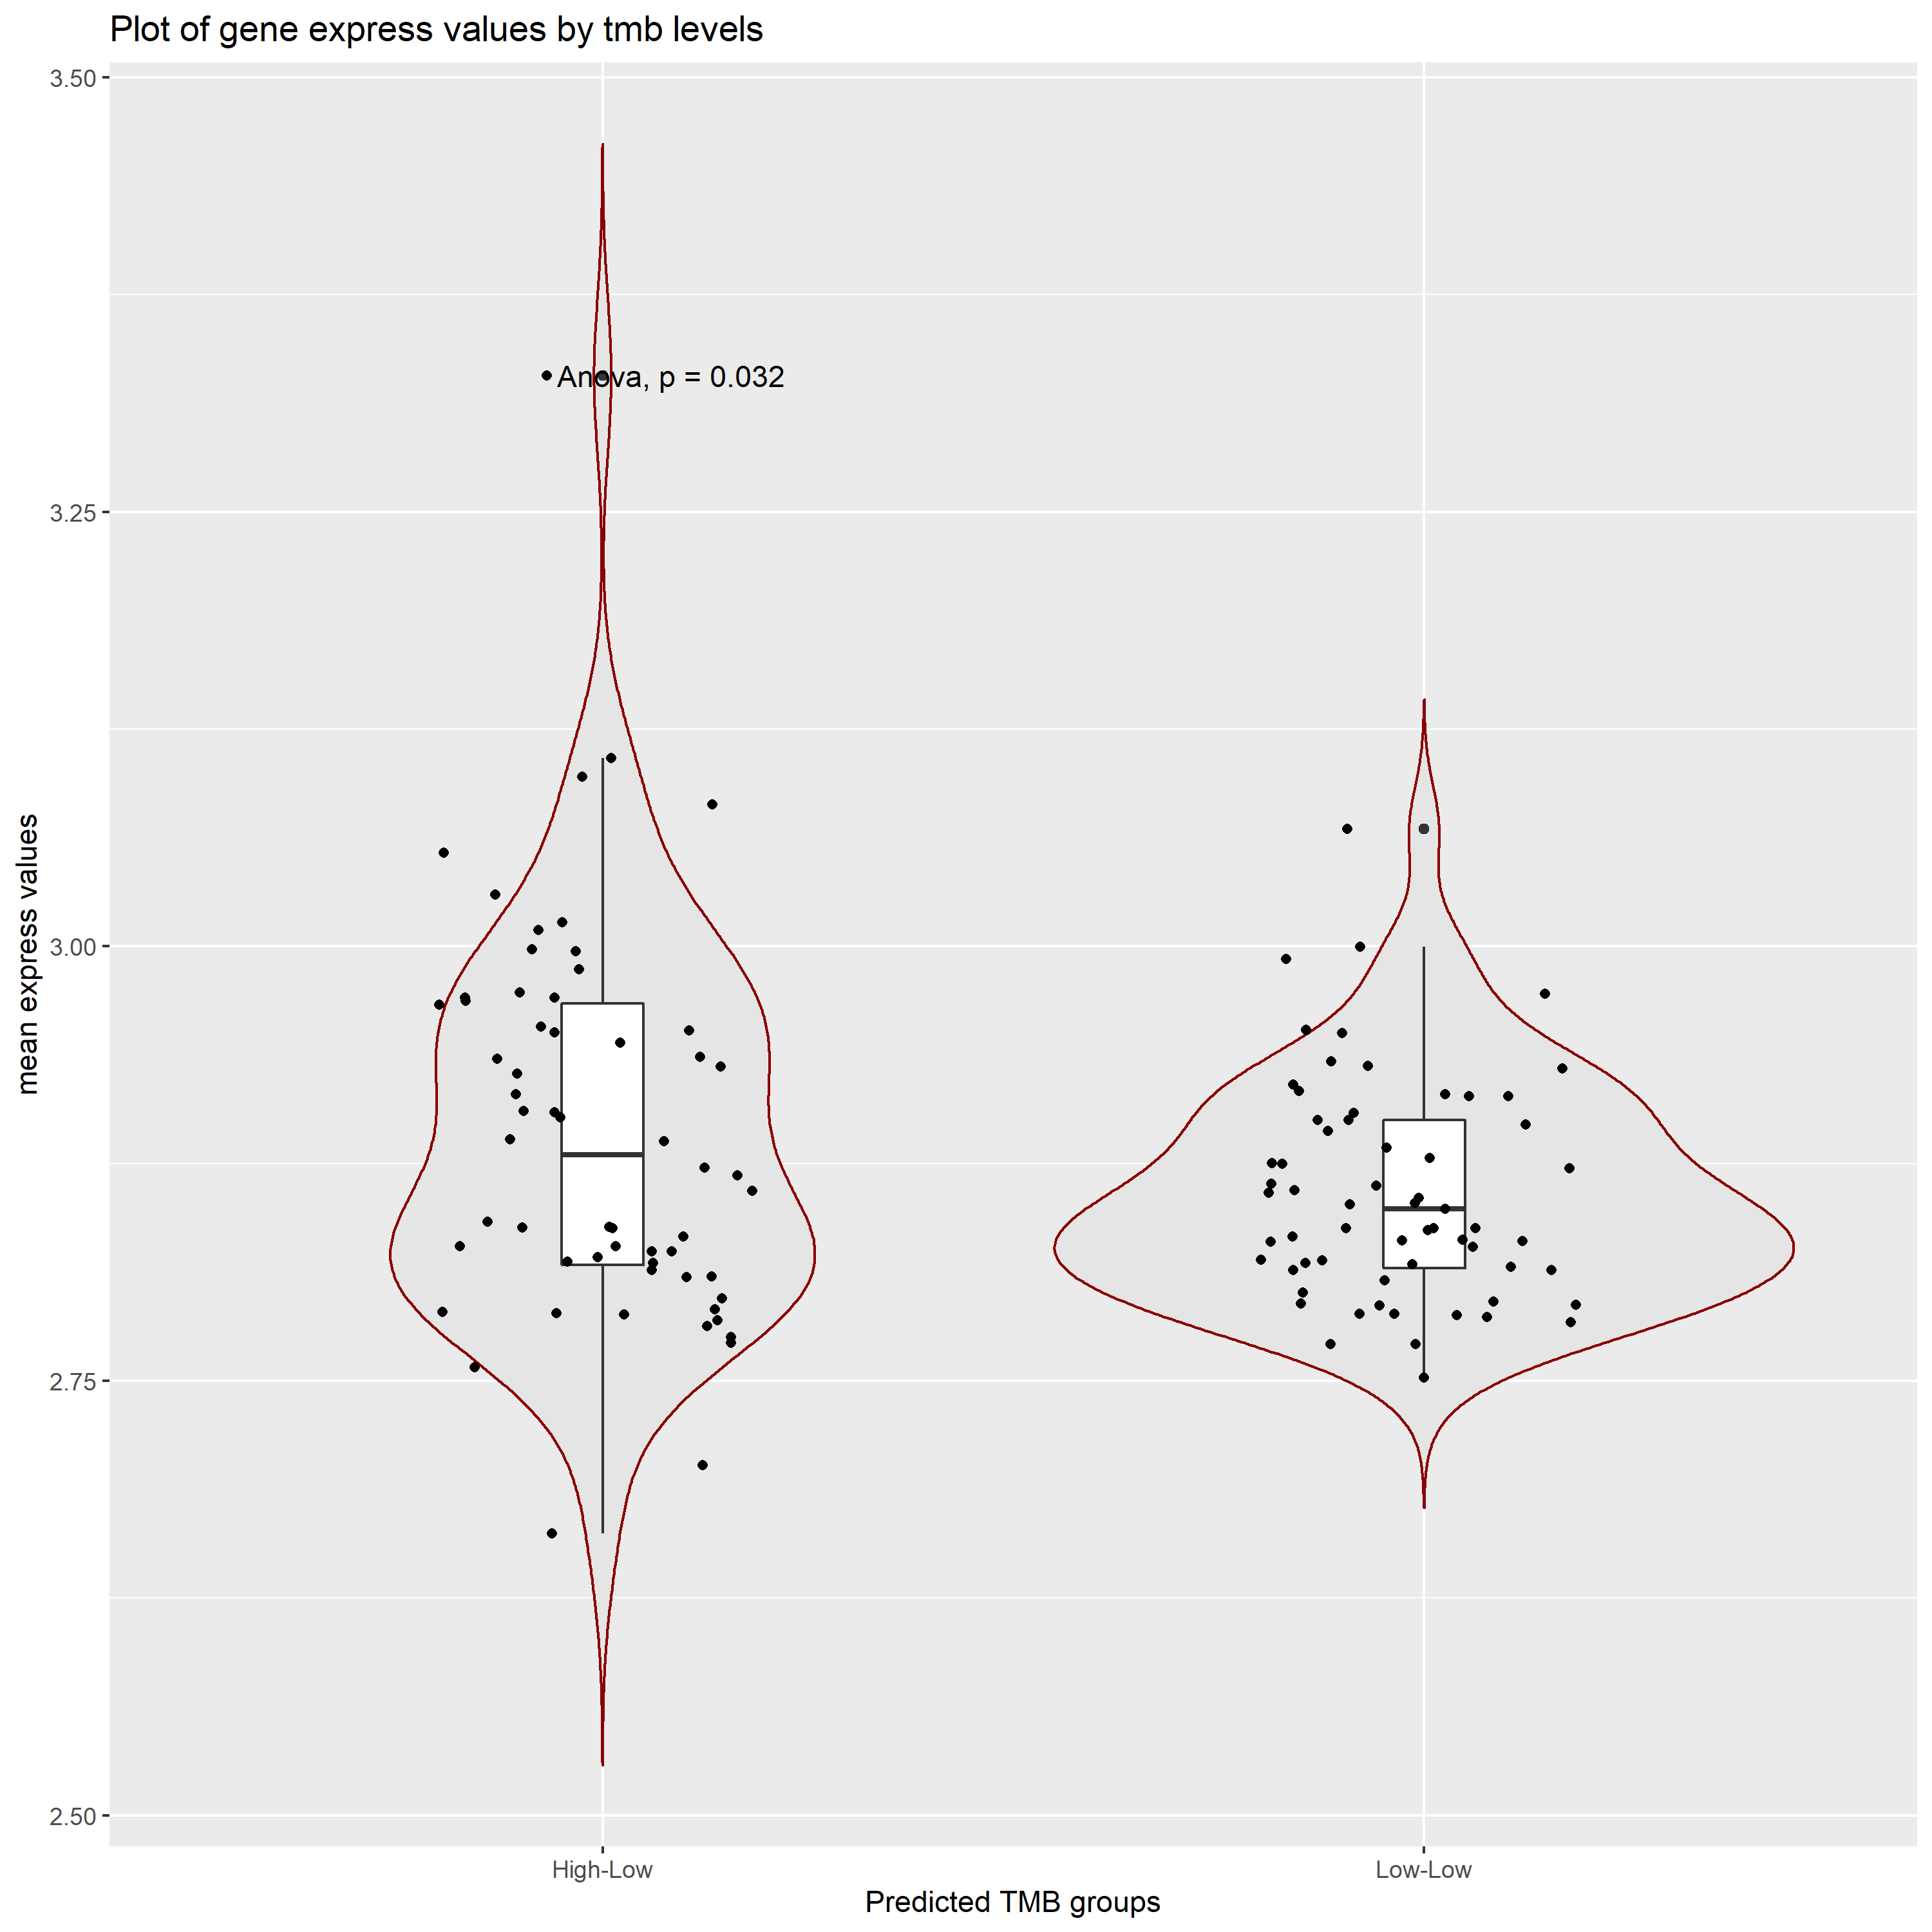 Plot of gene express values by tmb levels
3.50
Anova, p = 0.032
3.25
3.00
mean express values
2.75
2.50
High-Low
Low-Low
Predicted TMB groups